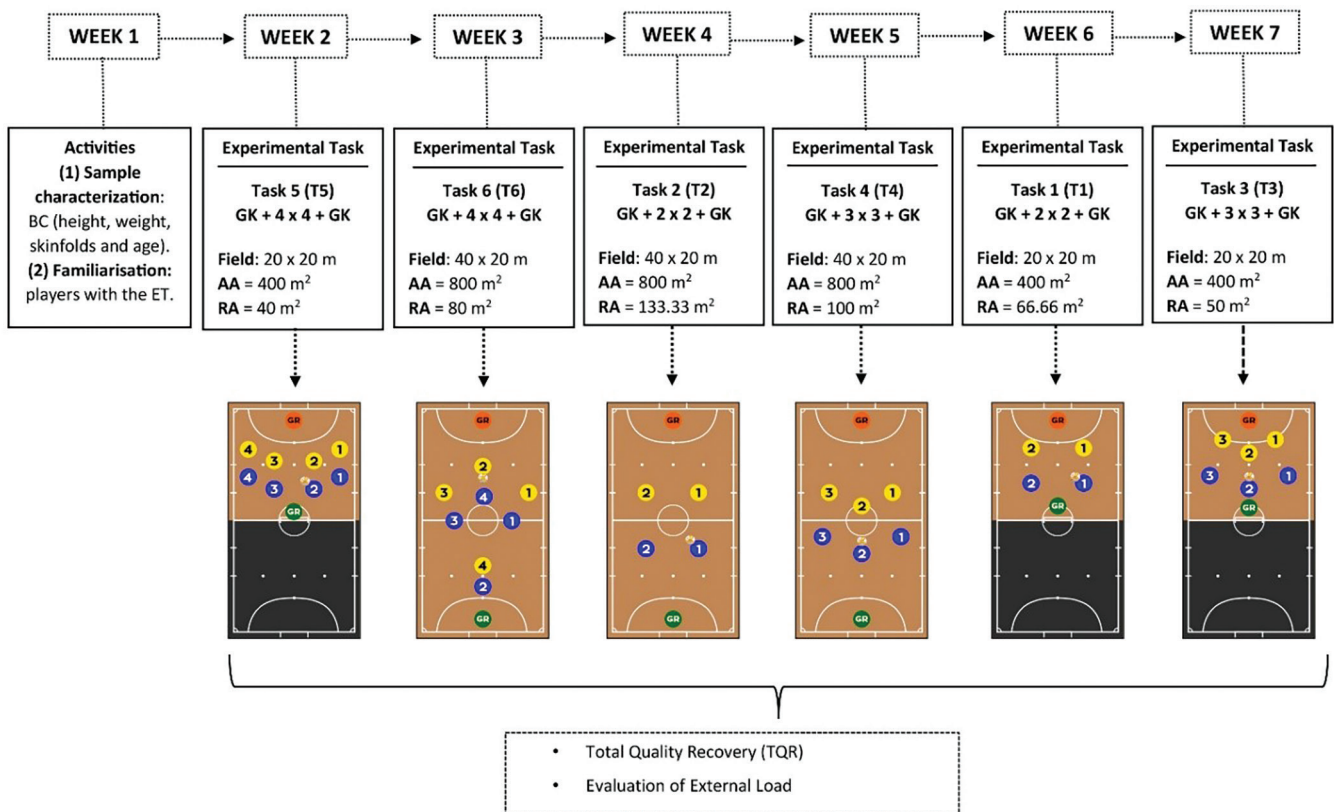 WEEK 1
WEEK 2
WEEK 3
WEEK 4
WEEK 5
WEEK 6
WEEK 7
Activities
(1) Sample
characterization:
BC (height, weight,
skinfolds and age).
(2) Familiarisation:
players with the ET.
Experimental Task
Task 5 (T5)
GK + 4 x 4 + GK
Field: 20 x 20 m
AA = 400 m²
RA = 40 m²
Experimental Task
Task 6 (T6)
GK + 4 x 4 + GK
Field: 40 x 20 m
AA = 800 m²
RA = 80 m²
Experimental Task
Task 2 (T2)
GK + 2 x 2 + GK
Field: 40 x 20 m
AA = 800 m²
RA = 133.33 m²
Experimental Task
Task 4 (T4)
GK + 3 x 3 + GK
Field: 40 x 20 m
AA = 800 m²
RA = 100 m²
Experimental Task
Task 1 (T1)
GK + 2 x 2 + GK
Field: 20 x 20 m
AA = 400 m²
RA = 66.66 m²
Experimental Task
Task 3 (T3)
GK + 3 x 3 + GK
Field: 20 x 20 m
AA = 400 m²
RA = 50 m²
GR
4 1
3 2
4 1
3 2
GR
GR
2
3 1
4
3 1
4
2
GR
GR
2 1
2 1
GR
GR
3 1
2
3 1
2
GR
GR
2 1
2 1
GR
GR
3 1
2
3 1
2
GR
• Total Quality Recovery (TQR)
• Evaluation of External Load